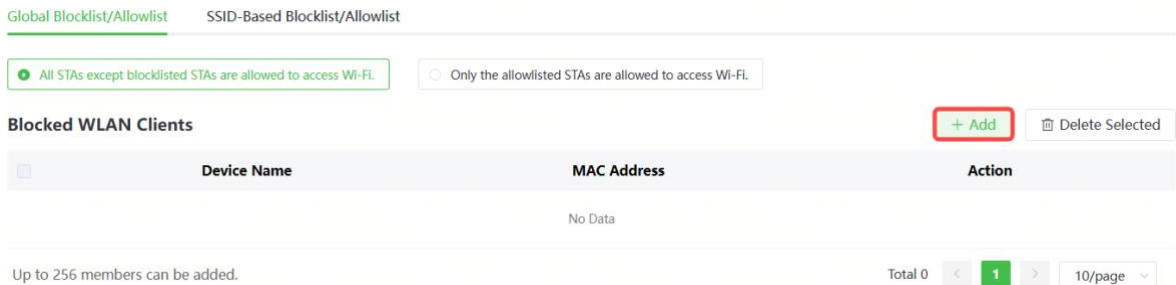 Global Blocklist/Allowlist SSID-Based Blocklist/Allowlist
All STAs except blocklisted STAs are allowed to access Wi-Fi. Only the allowlisted STAs are allowed to access Wi-Fi.
Blocked WLAN Clients + Add Delete Selected
Device Name MAC Address Action
No Data
Up to 256 members can be added. Total 0 < 1 > 10/page